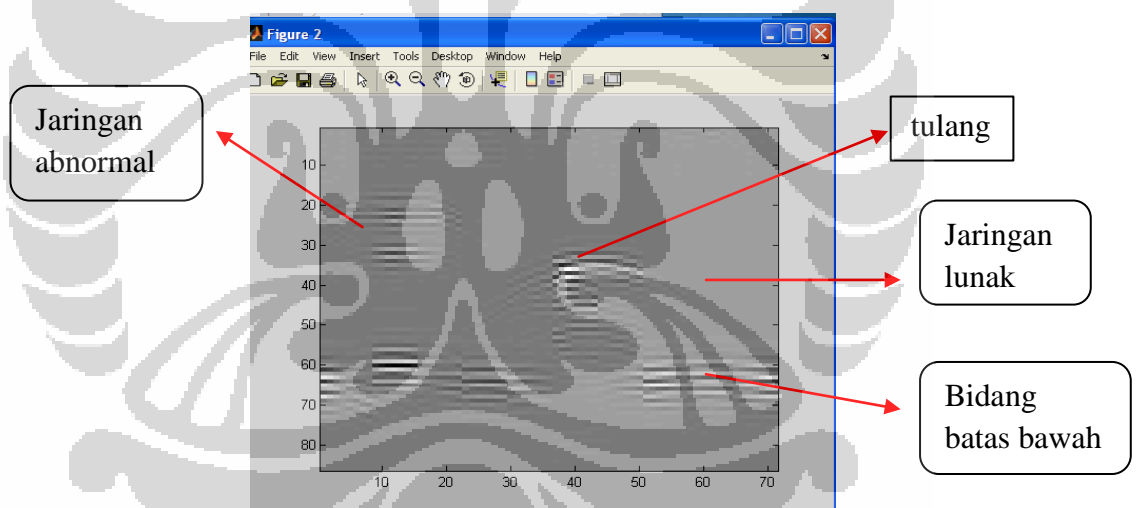 Figure 2
File Edit View Insert Tools Desktop Window Help
Jaringan
abnormal
tulang
Jaringan
lunak
Bidang
batas bawah
10
20
30
40
50
60
70
80
10 20 30 40 50 60 70